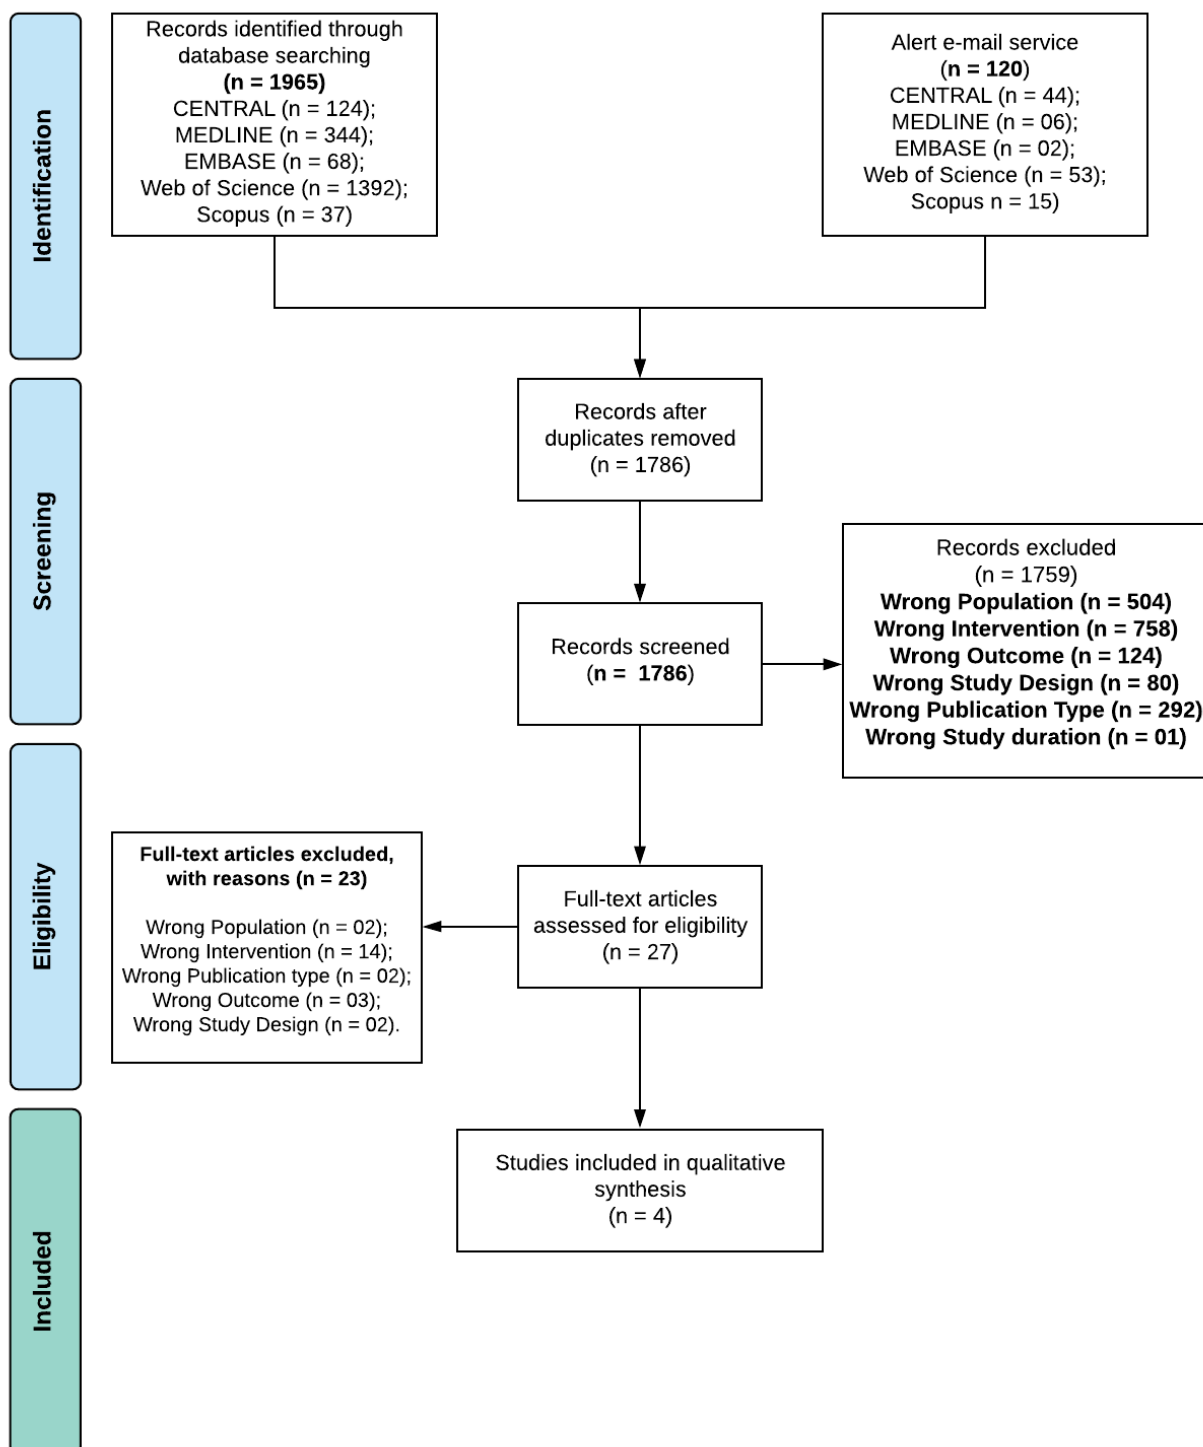 Identification
Records identified through
database searching
(n = 1965)
CENTRAL (n = 124);
MEDLINE (n = 344);
EMBASE (n = 68);
Web of Science (n = 1392);
Scopus (n = 37)
Alert e-mail service
(n = 120)
CENTRAL (n = 44);
MEDLINE (n = 06);
EMBASE (n = 02);
Web of Science (n = 53);
Scopus n = 15)
Screening
Records after
duplicates removed
(n = 1786)
Records screened
(n = 1786)
Records excluded
(n = 1759)
Wrong Population (n = 504)
Wrong Intervention (n = 758)
Wrong Outcome (n = 124)
Wrong Study Design (n = 80)
Wrong Publication Type (n = 292)
Wrong Study duration (n = 01)
Eligibility
Full-text articles excluded,
with reasons (n = 23)
Wrong Population (n = 02);
Wrong Intervention (n = 14);
Wrong Publication type (n = 02);
Wrong Outcome (n = 03);
Wrong Study Design (n = 02).
Full-text articles
assessed for eligibility
(n = 27)
Included
Studies included in qualitative
synthesis
(n = 4)